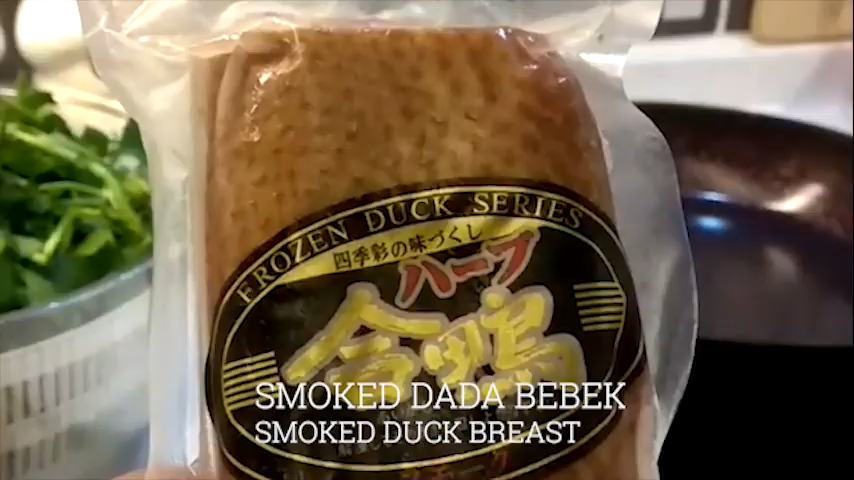 FROZEN DUCK SERIES
四季彩の味づくし
ハーブ
合鴨
SMOKED DADA BEBEK
SMOKED DUCK BREAST